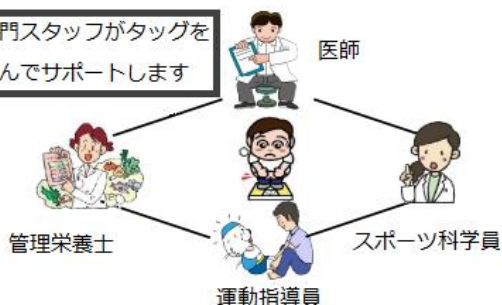 門スタッフがタッグを
んでサポートします
医師
管理栄養士
スポーツ科学員
運動指導員